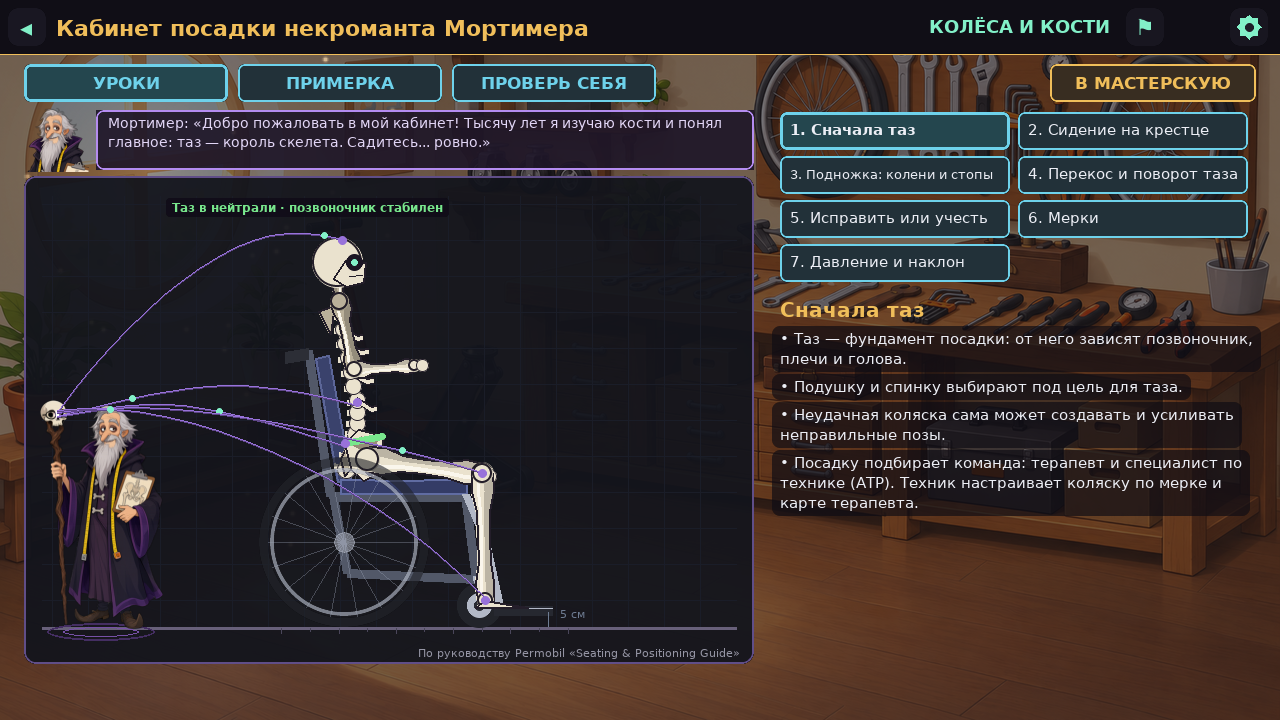 Кабинет посадки некроманта Мортимера
КОЛЁСА И КОСТИ
УРОКИ
ПРИМЕРКА
ПРОВЕРЬ СЕБЯ
В МАСТЕРСКУЮ
Мортимер: «Добро пожаловать в мой кабинет! Тысячу лет я изучаю кости и понял
главное: таз — король скелета. Садитесь... ровно.»
Таз в нейтрали · позвоночник стабилен
5 см
По руководству Permobil «Seating & Positioning Guide»
1. Сначала таз
2. Сидение на крестце
3. Подножка: колени и стопы
4. Перекос и поворот таза
5. Исправить или учесть
6. Мерки
7. Давление и наклон
Сначала таз
• Таз — фундамент посадки: от него зависят позвоночник,
плечи и голова.
• Подушку и спинку выбирают под цель для таза.
• Неудачная коляска сама может создавать и усиливать
неправильные позы.
• Посадку подбирает команда: терапевт и специалист по
технике (ATP). Техник настраивает коляску по мерке и
карте терапевта.